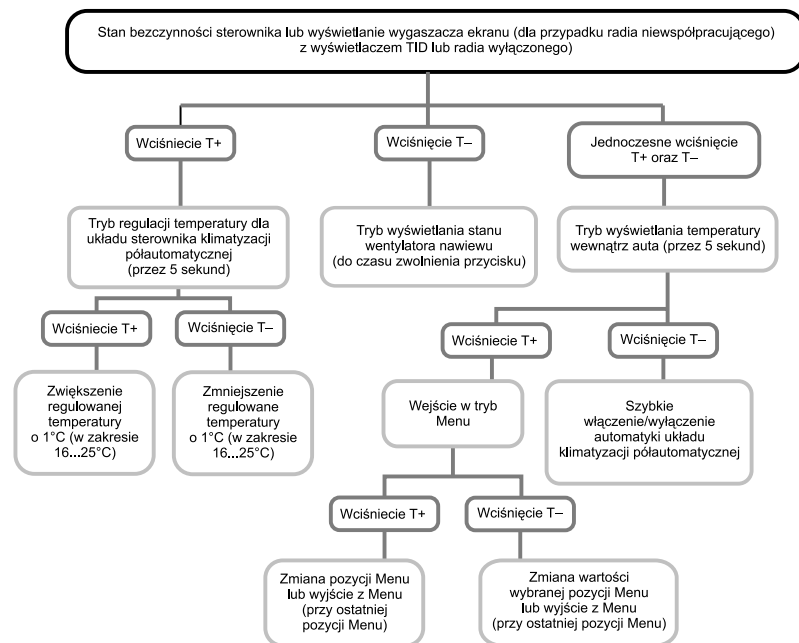 Stan bezczynności sterownika lub wyświetlanie wygaszacza ekranu (dla przypadku radia niewspółpracującego)
z wyświetlaczem TID lub radia wyłączonego)
Wciśniecie T+
Wciśnięcie T–
Jednoczesne wciśnięcie
T+ oraz T–
Tryb regulacji temperatury dla
układu sterownika klimatyzacji
półautomatycznej
(przez 5 sekund)
Tryb wyświetlania stanu
wentylatora nawiewu
(do czasu zwolnienia przycisku)
Tryb wyświetlania temperatury
wewnątrz auta (przez 5 sekund)
Wciśniecie T+
Wciśnięcie T–
Wciśniecie T+
Wciśnięcie T–
Zwiększenie
regulowanej
temperatury
o 1°C (w zakresie
16...25°C)
Zmniejszenie
regulowane
temperatury
o 1°C (w zakresie
16...25°C)
Wejście w tryb
Menu
Szybkie
włączenie/wyłączenie
automatyki układu
klimatyzacji półautomatycznej
Wciśniecie T+
Wciśnięcie T–
Zmiana pozycji Menu
lub wyjście z Menu
(przy ostatniej
pozycji Menu)
Zmiana wartości
wybranej pozycji Menu
lub wyjście z Menu
(przy ostatniej pozycji Menu)